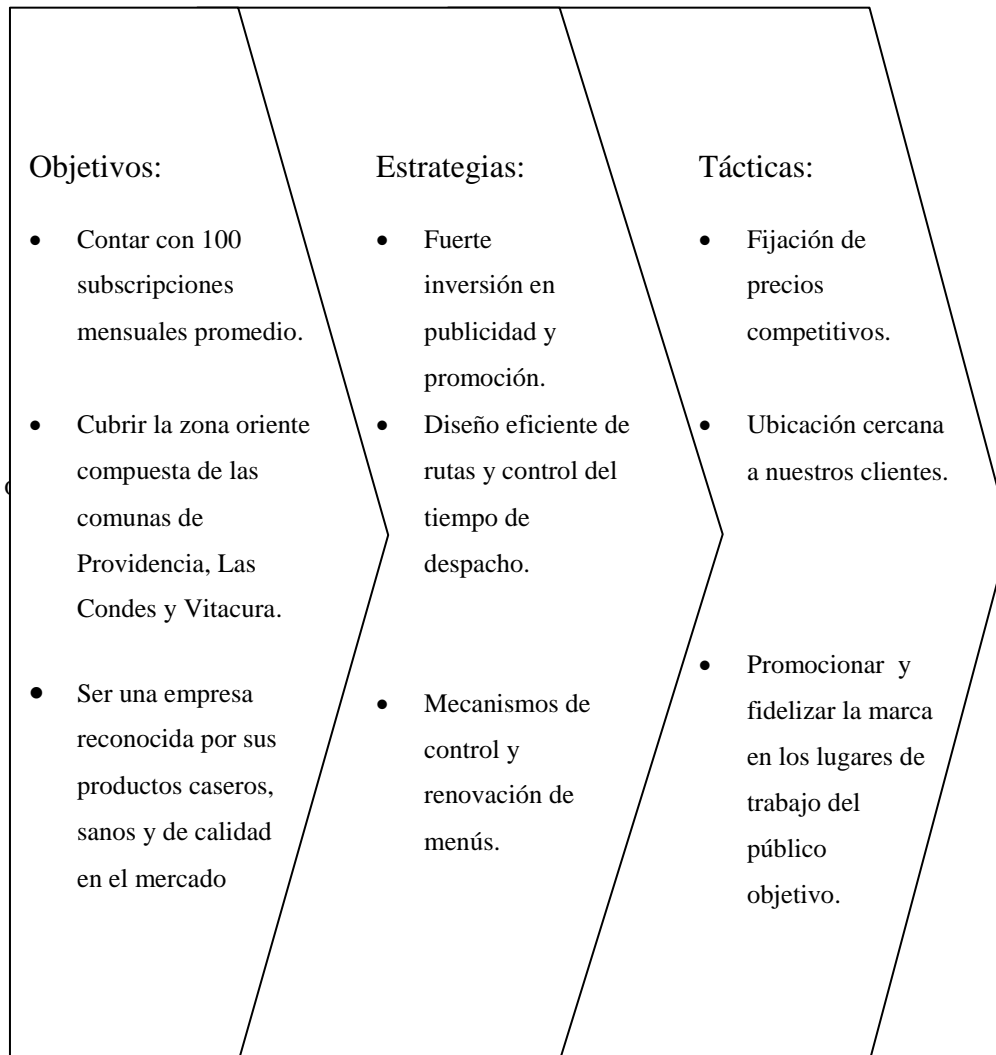 Objetivos:
• Contar con 100
subscripciones
mensuales promedio.
• Cubrir la zona oriente
compuesta de las
comunas de
Providencia, Las
Condes y Vitacura.
• Ser una empresa
reconocida por sus
productos caseros,
sanos y de calidad
en el mercado
Estrategias:
• Fuerte
inversión en
publicidad y
promoción.
• Diseño eficiente de
rutas y control del
tiempo de
despacho.
• Mecanismos de
control y
renovación de
menús.
Tácticas:
• Fijación de
precios
competitivos.
• Ubicación cercana
a nuestros clientes.
• Promocionar y
fidelizar la marca
en los lugares de
trabajo del
público
objetivo.